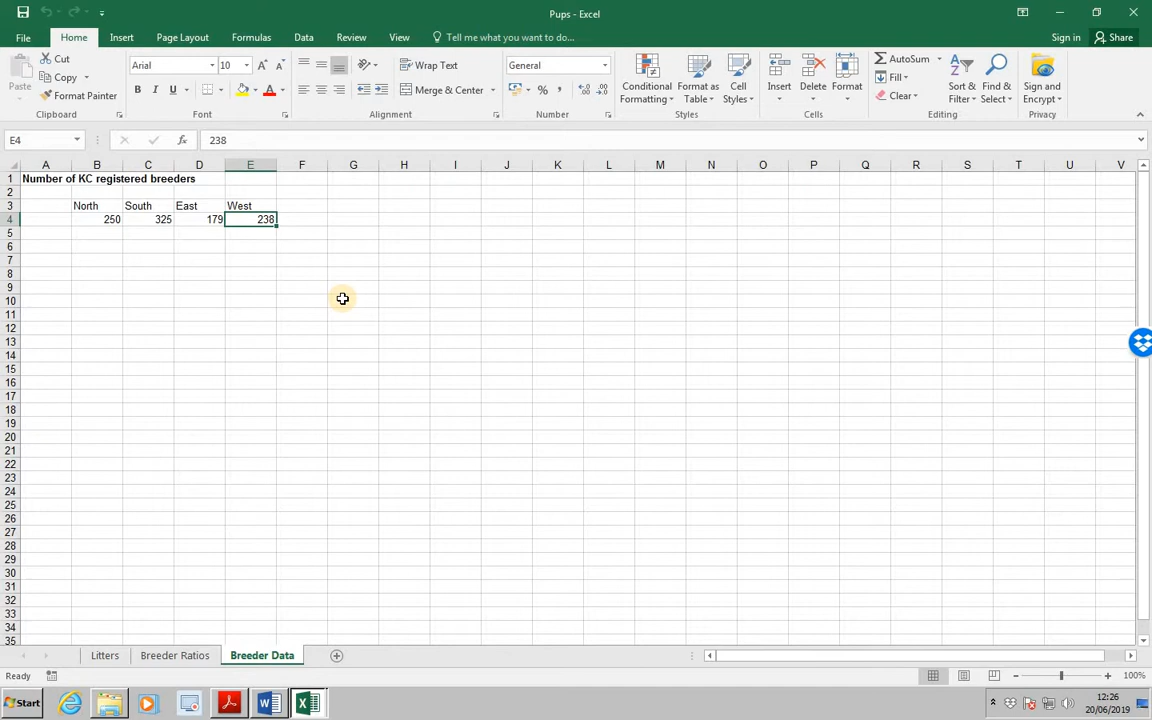 Pups - Excel
File Home Insert Page Layout Formulas Data Review View Tell me what you want to do... Sign in Share
Cut
Copy
Format Painter
Paste
Clipboard
Arial 10
B I U A
Font
Wrap Text
Merge & Center
Alignment
General
%
Number
Conditional Formatting
Format as Table
Cell Styles
Styles
Insert Delete Format
Cells
AutoSum
Fill
Clear
Sort & Filter
Find & Select
Editing
Sign and Encrypt
Privacy
E4 fx 238
A B C D E F G H I J K L M N O P Q R S T U V
1 Number of KC registered breeders
2
3 North South East West
4 250 325 179 238
5
6
7
8
9
10
11
12
13
14
15
16
17
18
19
20
21
22
23
24
25
26
27
28
29
30
31
32
33
34
35
Litters Breeder Ratios Breeder Data
Ready 100%
Start 12:26
20/06/2019